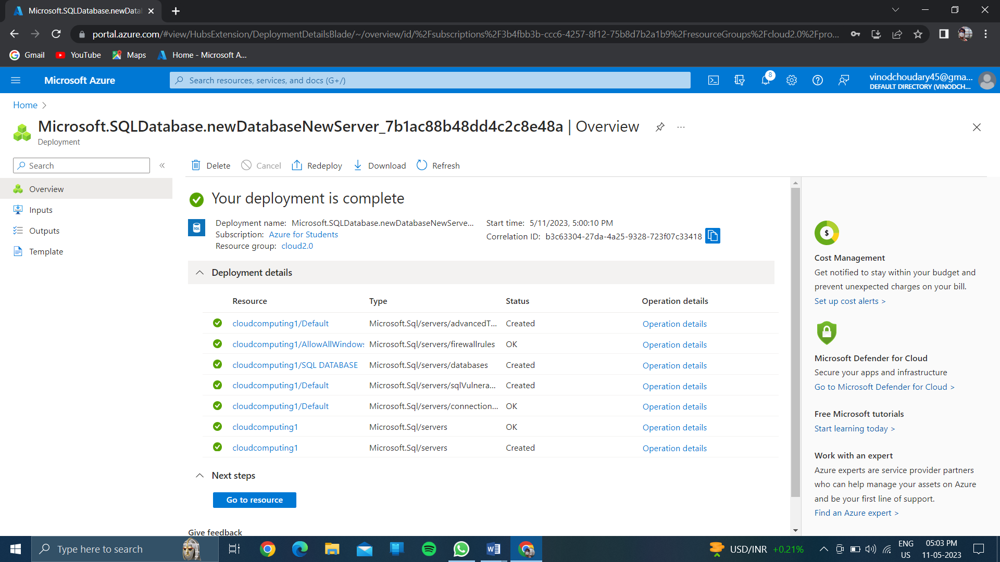 Microsoft.SQLDatabase.newData
portal.azure.com/#view/HubsExtension/DeploymentDetailsBlade/~/overview/id/%2Fsubscriptions%2F3b4fbb3b-ccc6-4257-8f12-75b8d7b2a1b9%2FresourceGroups%2Fcloud2.0%2Fpro...
Gmail YouTube Maps Home - Microsoft A...
Microsoft Azure
Search resources, services, and docs (G+/)
8
vinodchoudary45@gma...
DEFAULT DIRECTORY (VINODCH...
Home
Microsoft.SQLDatabase.newDatabaseNewServer_7b1ac88b48dd4c2c8e48a | Overview
...
Deployment
Search
«
Overview
Inputs
Outputs
Template
Delete Cancel Redeploy Download Refresh
Your deployment is complete
SQL
Deployment name: Microsoft.SQLDatabase.newDatabaseNewServe...
Subscription: Azure for Students
Resource group: cloud2.0
Start time: 5/11/2023, 5:00:10 PM
Correlation ID: b3c63304-27da-4a25-9328-723f07c33418
Deployment details
Resource Type Status Operation details
cloudcomputing1/Default Microsoft.Sql/servers/advancedT... Created Operation details
cloudcomputing1/AllowAllWindows Microsoft.Sql/servers/firewallrules OK Operation details
cloudcomputing1/SQL DATABASE Microsoft.Sql/servers/databases Created Operation details
cloudcomputing1/Default Microsoft.Sql/servers/sqlVulnera... Created Operation details
cloudcomputing1/Default Microsoft.Sql/servers/connection... OK Operation details
cloudcomputing1 Microsoft.Sql/servers OK Operation details
cloudcomputing1 Microsoft.Sql/servers Created Operation details
Next steps
Go to resource
Give feedback
$
Cost Management
Get notified to stay within your budget and
prevent unexpected charges on your bill.
Set up cost alerts >
Microsoft Defender for Cloud
Secure your apps and infrastructure
Go to Microsoft Defender for Cloud >
Free Microsoft tutorials
Start learning today >
Work with an expert
Azure experts are service provider partners
who can help manage your assets on Azure
and be your first line of support.
Find an Azure expert >
Type here to search
USD/INR +0.21%
ENG
US
05:03 PM
11-05-2023